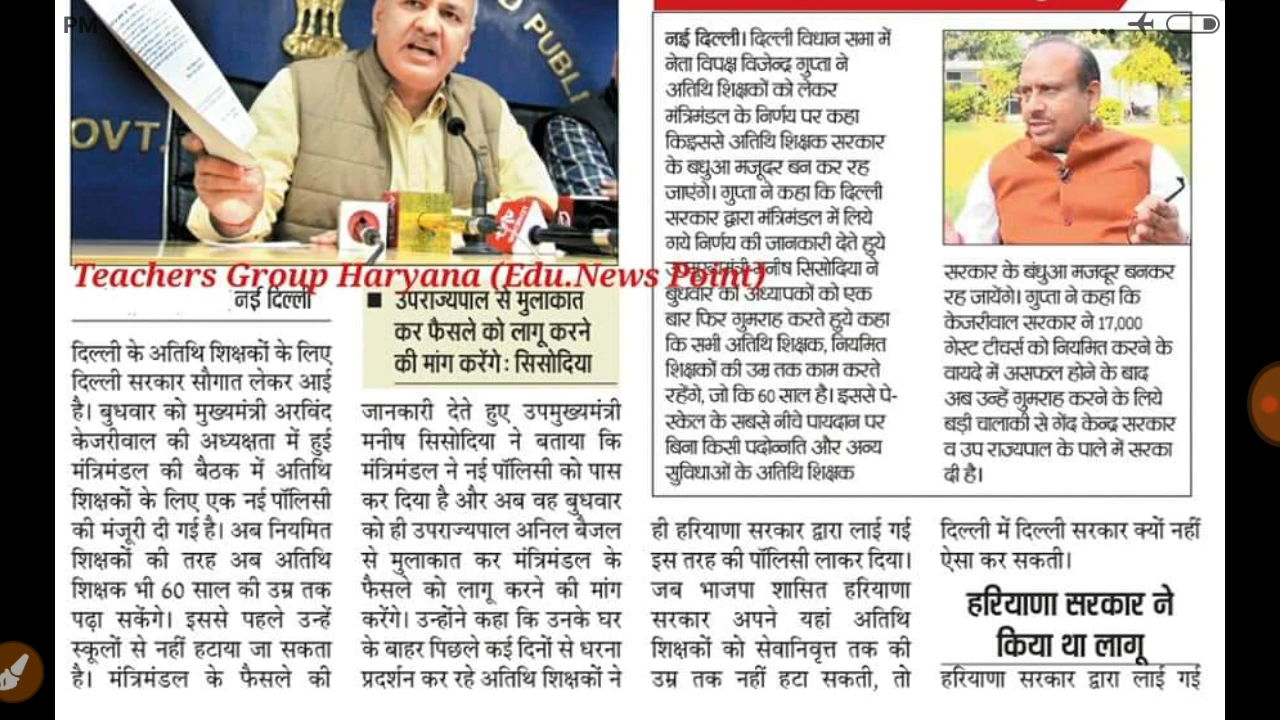 PM
OVT.
D PUBLI
Teachers Group Haryana (Edu.News Point)
नई दिल्ली
दिल्ली के अतिथि शिक्षकों के लिए
दिल्ली सरकार सौगात लेकर आई
है। बुधवार को मुख्यमंत्री अरविंद
केजरीवाल की अध्यक्षता में हुई
मंत्रिमंडल की बैठक में अतिथि
शिक्षकों के लिए एक नई पॉलिसी
की मंजूरी दी गई है। अब नियमित
शिक्षकों की तरह अब अतिथि
शिक्षक भी 60 साल की उम्र तक
पढ़ा सकेंगे। इससे पहले उन्हें
स्कूलों से नहीं हटाया जा सकता
है। मंत्रिमंडल के फैसले की
■ उपराज्यपाल से मुलाकात
कर फैसले को लागू करने
की मांग करेंगे : सिसोदिया
जानकारी देते हुए उपमुख्यमंत्री
मनीष सिसोदिया ने बताया कि
मंत्रिमंडल ने नई पॉलिसी को पास
कर दिया है और अब वह बुधवार
को ही उपराज्यपाल अनिल बैजल
से मुलाकात कर मंत्रिमंडल के
फैसले को लागू करने की मांग
करेंगे। उन्होंने कहा कि उनके घर
के बाहर पिछले कई दिनों से धरना
प्रदर्शन कर रहे अतिथि शिक्षकों ने
नई दिल्ली। दिल्ली विधान सभा में
नेता विपक्ष विजेन्द्र गुप्ता ने
अतिथि शिक्षकों को लेकर
मंत्रिमंडल के निर्णय पर कहा
किइससे अतिथि शिक्षक सरकार
के बधुआ मजूदर बन कर रह
जाएंगे। गुप्ता ने कहा कि दिल्ली
सरकार द्वारा मंत्रिमंडल में लिये
गये निर्णय की जानकारी देते हुये
उपमुख्यमंत्री मनीष सिसोदिया ने
बुधवार को अध्यापकों को एक
बार फिर गुमराह करते हुये कहा
कि सभी अतिथि शिक्षक, नियमित
शिक्षकों की उम्र तक काम करते
रहेंगे, जो कि 60 साल है। इससे पे-
स्केल के सबसे नीचे पायदान पर
बिना किसी पदोन्नति और अन्य
सुविधाओं के अतिथि शिक्षक
सरकार के बंधुआ मजदूर बनकर
रह जायेंगे। गुप्ता ने कहा कि
केजरीवाल सरकार ने 17,000
गेस्ट टीचर्स को नियमित करने के
वायदे में असफल होने के बाद
अब उन्हें गुमराह करने के लिये
बड़ी चालाकी से गेंद केन्द्र सरकार
व उप राज्यपाल के पाले में सरका
दी है।
ही हरियाणा सरकार द्वारा लाई गई
इस तरह की पॉलिसी लाकर दिया।
जब भाजपा शासित हरियाणा
सरकार अपने यहां अतिथि
शिक्षकों को सेवानिवृत्त तक की
उम्र तक नहीं हटा सकती, तो
दिल्ली में दिल्ली सरकार क्यों नहीं
ऐसा कर सकती।
हरियाणा सरकार ने
किया था लागू
हरियाणा सरकार द्वारा लाई गई